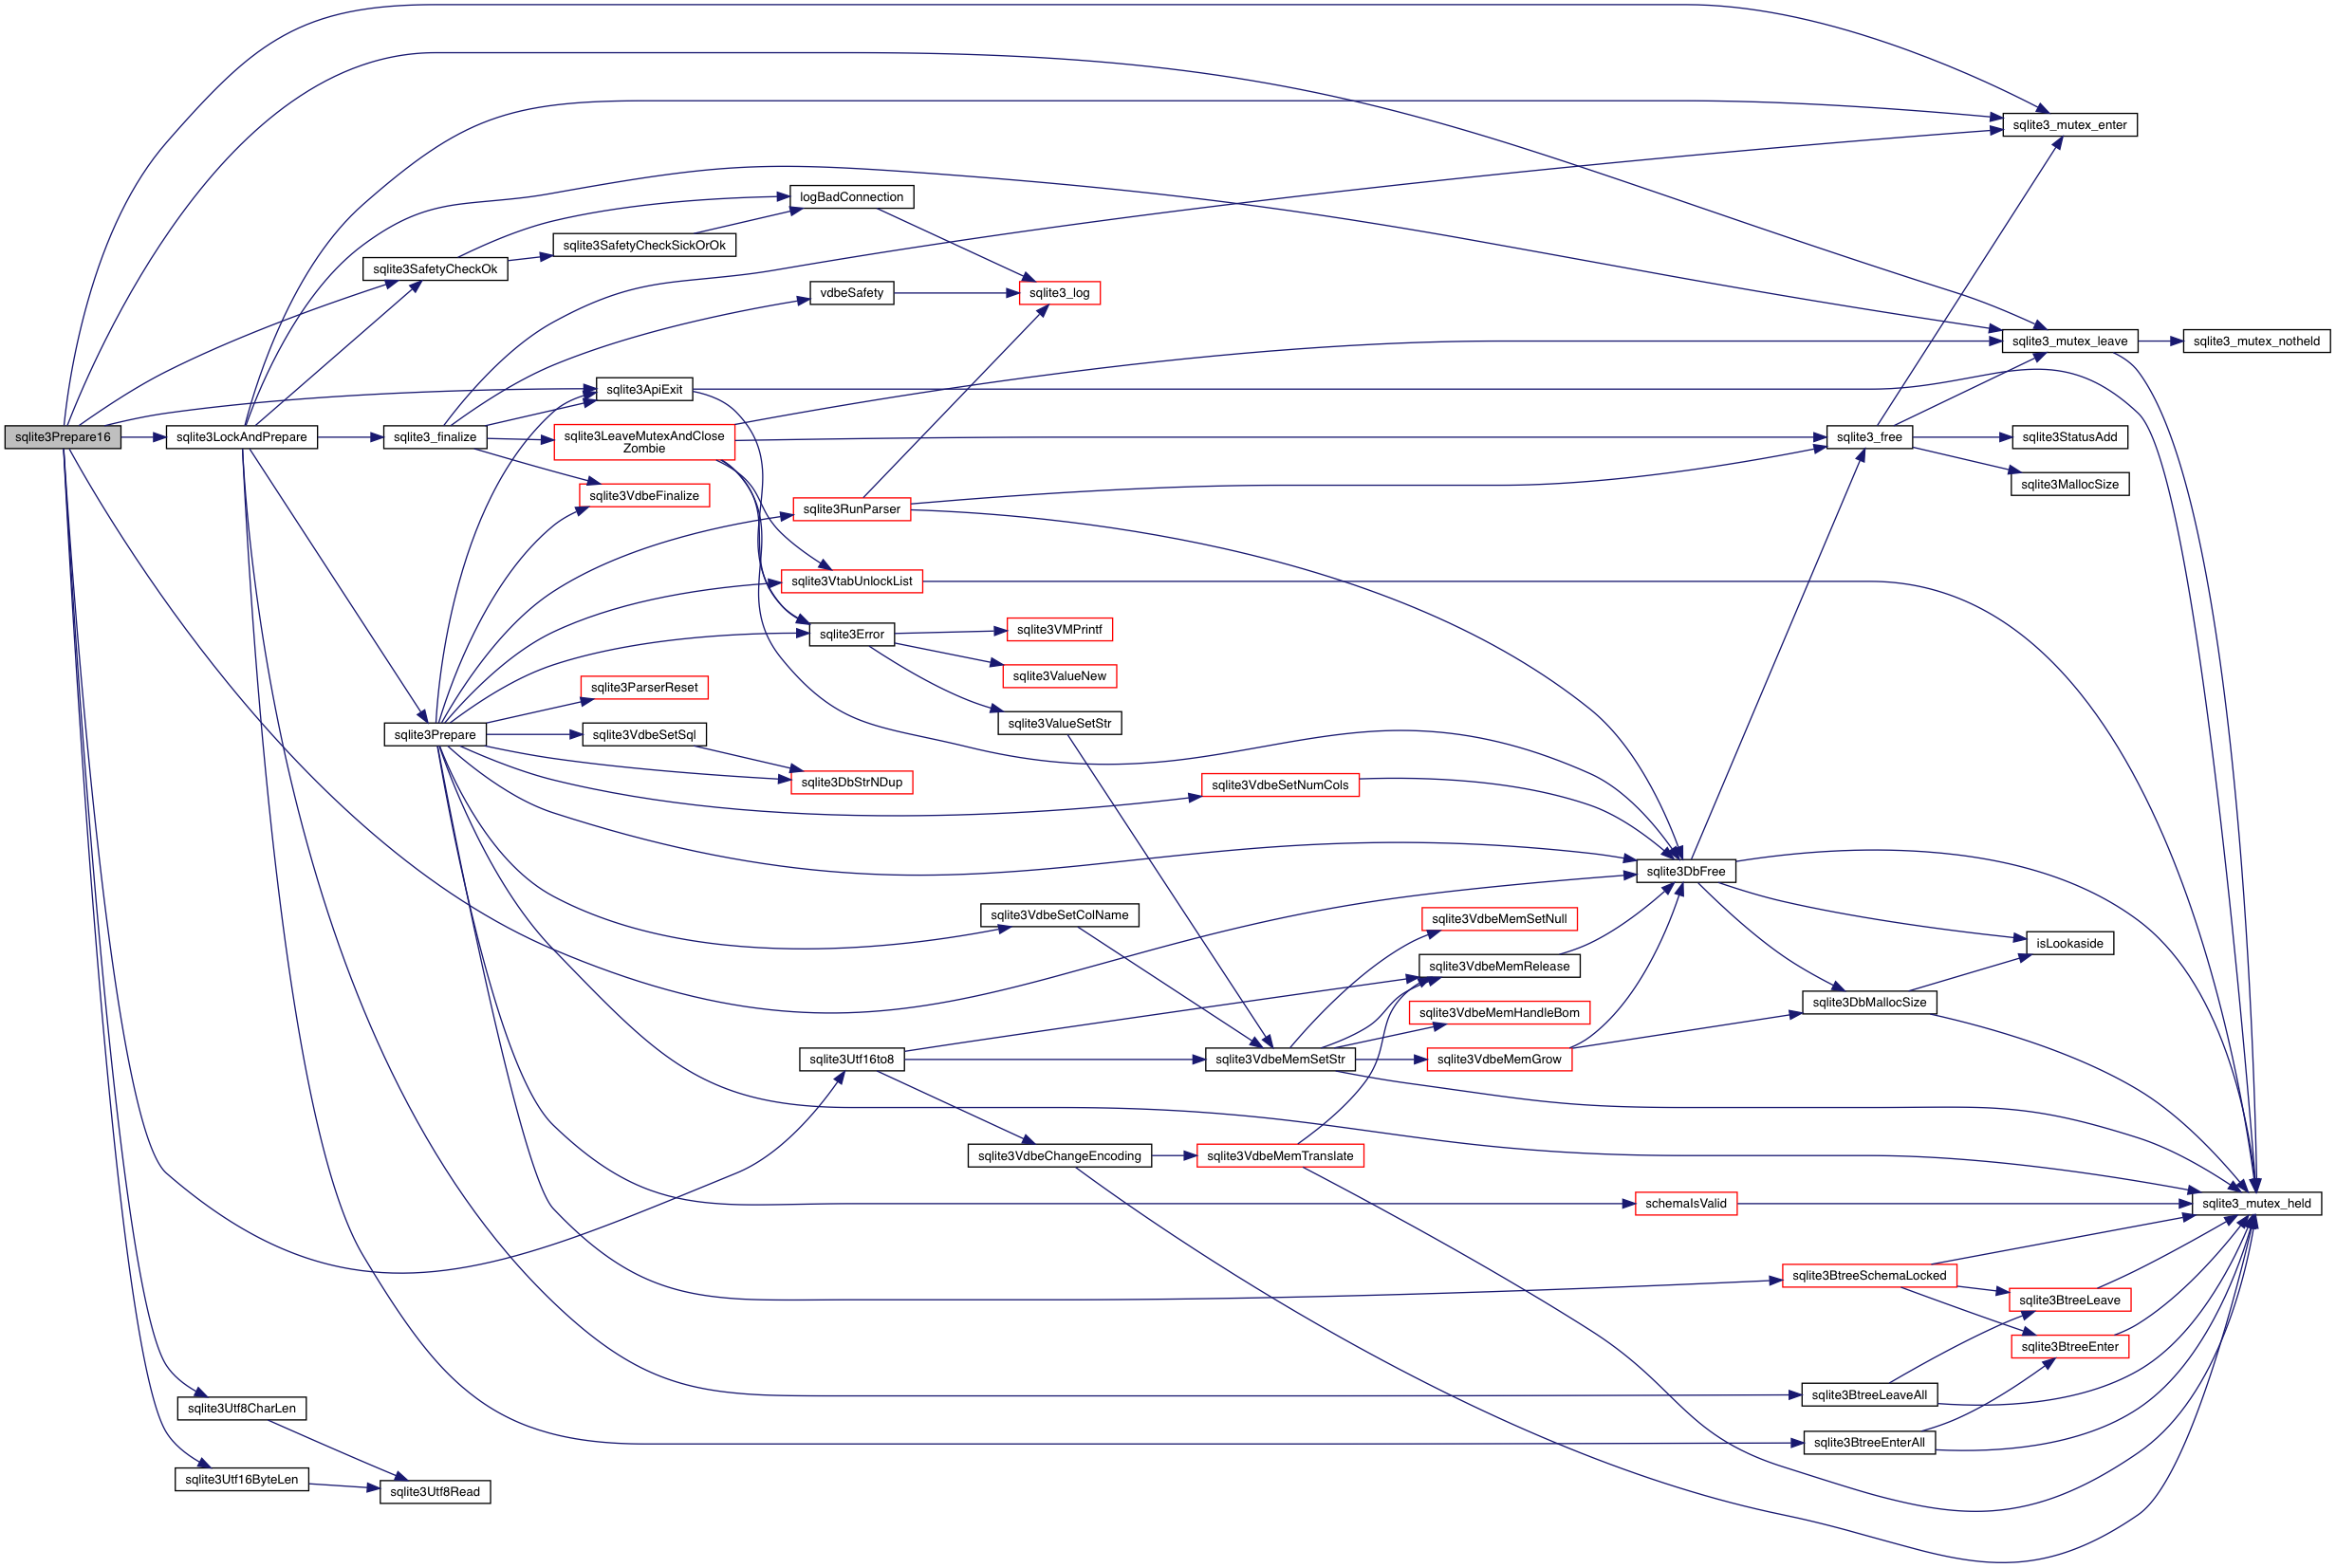 sqlite3_mutex_enter
logBadConnection
sqlite3SafetyCheckSickOrOk
sqlite3SafetyCheckOk
vdbeSafety
sqlite3_log
sqlite3_mutex_leave
sqlite3_mutex_notheld
sqlite3ApiExit
sqlite3Prepare16
sqlite3LockAndPrepare
sqlite3_finalize
sqlite3LeaveMutexAndClose
Zombie
sqlite3_free
sqlite3StatusAdd
sqlite3MallocSize
sqlite3VdbeFinalize
sqlite3RunParser
sqlite3VtabUnlockList
sqlite3Error
sqlite3VMPrintf
sqlite3ValueNew
sqlite3ParserReset
sqlite3ValueSetStr
sqlite3Prepare
sqlite3VdbeSetSql
sqlite3DbStrNDup
sqlite3VdbeSetNumCols
sqlite3DbFree
sqlite3VdbeSetColName
sqlite3VdbeMemSetNull
isLookaside
sqlite3VdbeMemRelease
sqlite3DbMallocSize
sqlite3VdbeMemHandleBom
sqlite3Utf16to8
sqlite3VdbeMemSetStr
sqlite3VdbeMemGrow
sqlite3VdbeChangeEncoding
sqlite3VdbeMemTranslate
schemaIsValid
sqlite3_mutex_held
sqlite3BtreeSchemaLocked
sqlite3BtreeLeave
sqlite3BtreeEnter
sqlite3BtreeLeaveAll
sqlite3Utf8CharLen
sqlite3BtreeEnterAll
sqlite3Utf16ByteLen
sqlite3Utf8Read